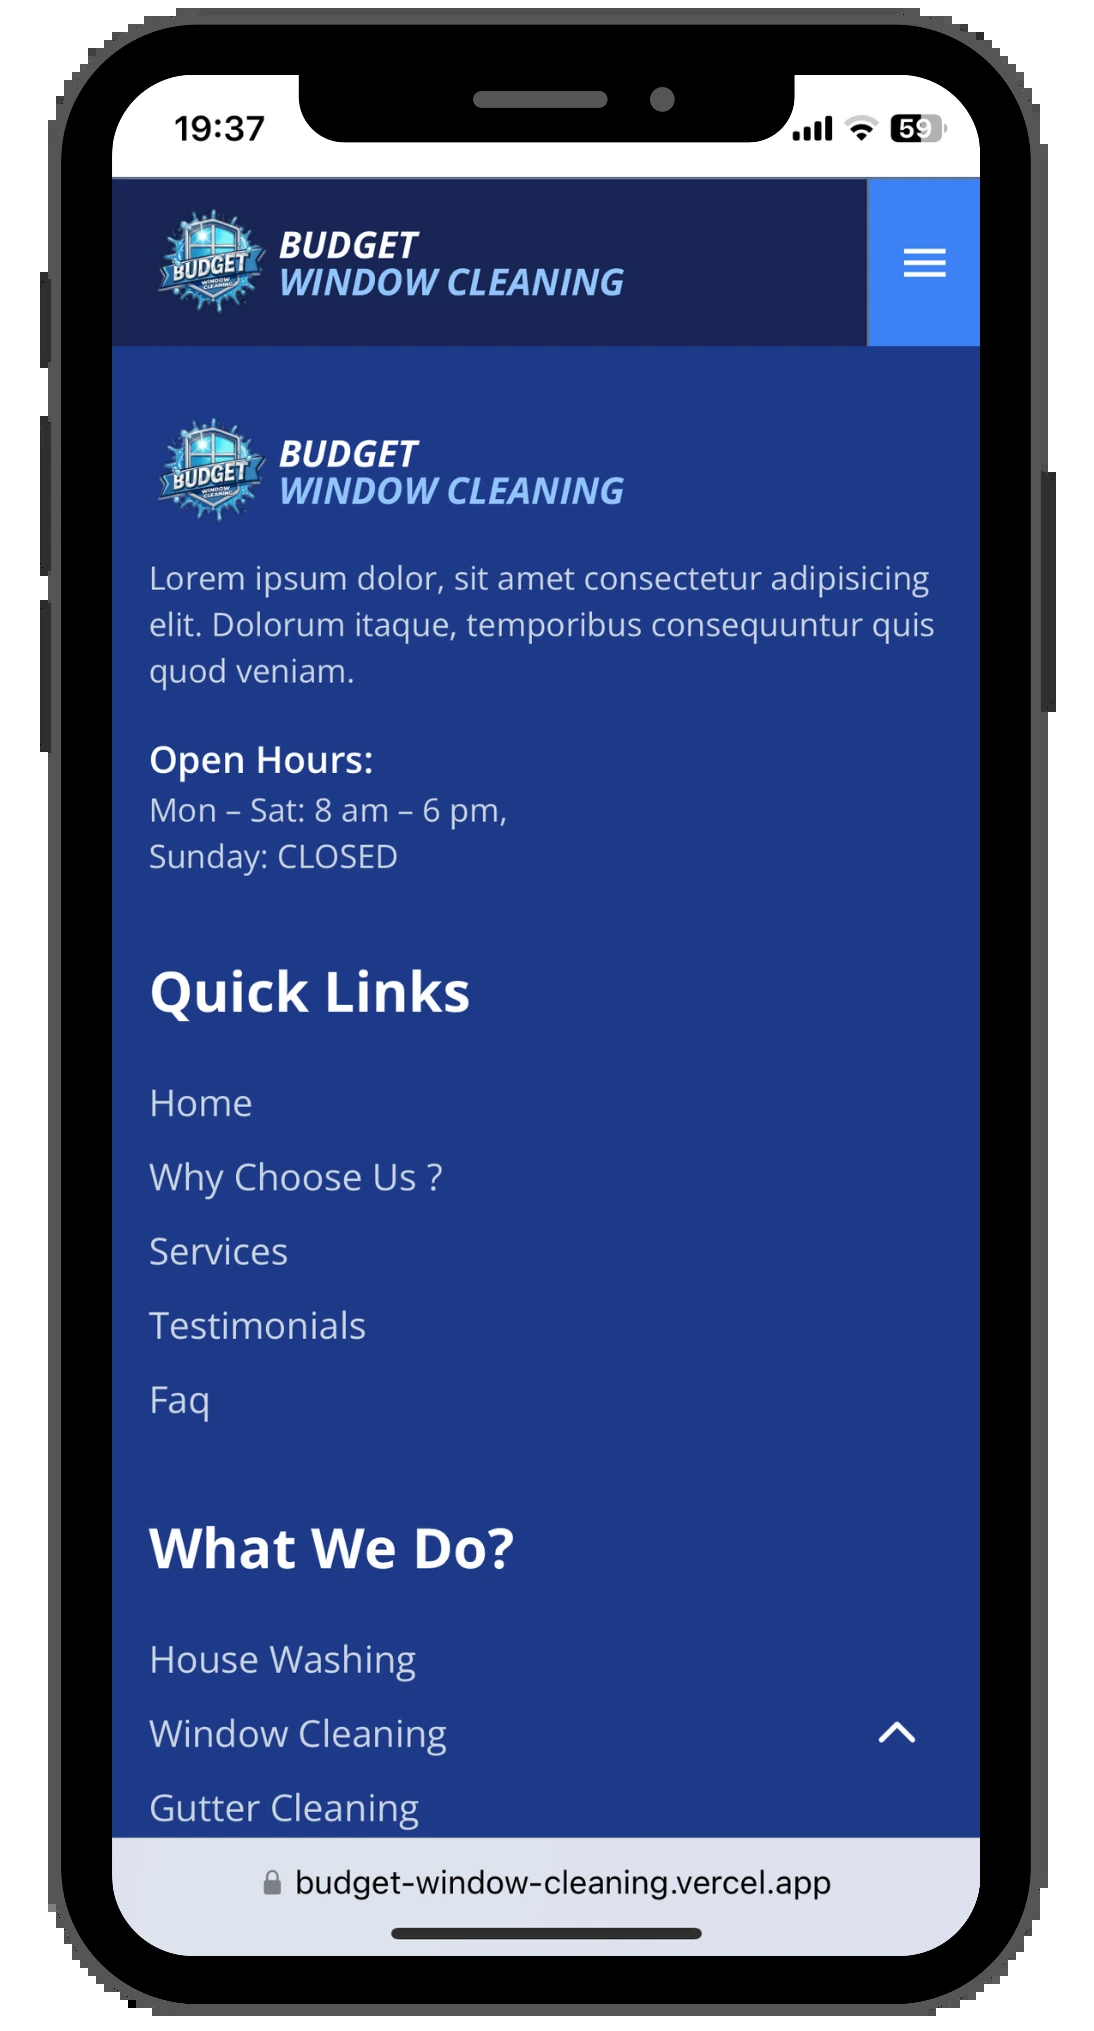 19:37
59
BUDGET
WINDOW CLEANING
BUDGET
WINDOW CLEANING
BUDGET
WINDOW CLEANING
BUDGET
WINDOW CLEANING
Lorem ipsum dolor, sit amet consectetur adipisicing
elit. Dolorum itaque, temporibus consequuntur quis
quod veniam.
Open Hours:
Mon – Sat: 8 am – 6 pm,
Sunday: CLOSED
Quick Links
Home
Why Choose Us ?
Services
Testimonials
Faq
What We Do?
House Washing
Window Cleaning
Gutter Cleaning
budget-window-cleaning.vercel.app